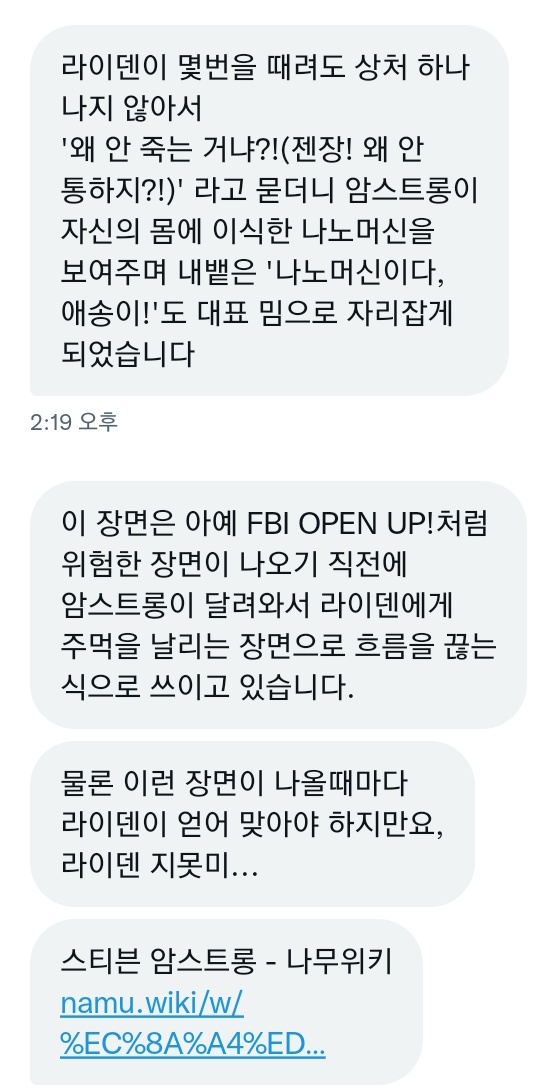 라이덴이 몇번을 때려도 상처 하나
나지 않아서
'왜 안 죽는 거냐?!(젠장! 왜 안
통하지?!)' 라고 묻더니 암스트롱이
자신의 몸에 이식한 나노머신을
보여주며 내뱉은 '나노머신이다,
애송이!'도 대표 밈으로 자리잡게
되었습니다
2:19 오후
이 장면은 아예 FBI OPEN UP!처럼
위험한 장면이 나오기 직전에
암스트롱이 달려와서 라이덴에게
주먹을 날리는 장면으로 흐름을 끊는
식으로 쓰이고 있습니다.
물론 이런 장면이 나올때마다
라이덴이 얻어 맞아야 하지만요,
라이덴 지못미...
스티븐 암스트롱 - 나무위키
namu.wiki/w/
%EC%8A%A4%ED...